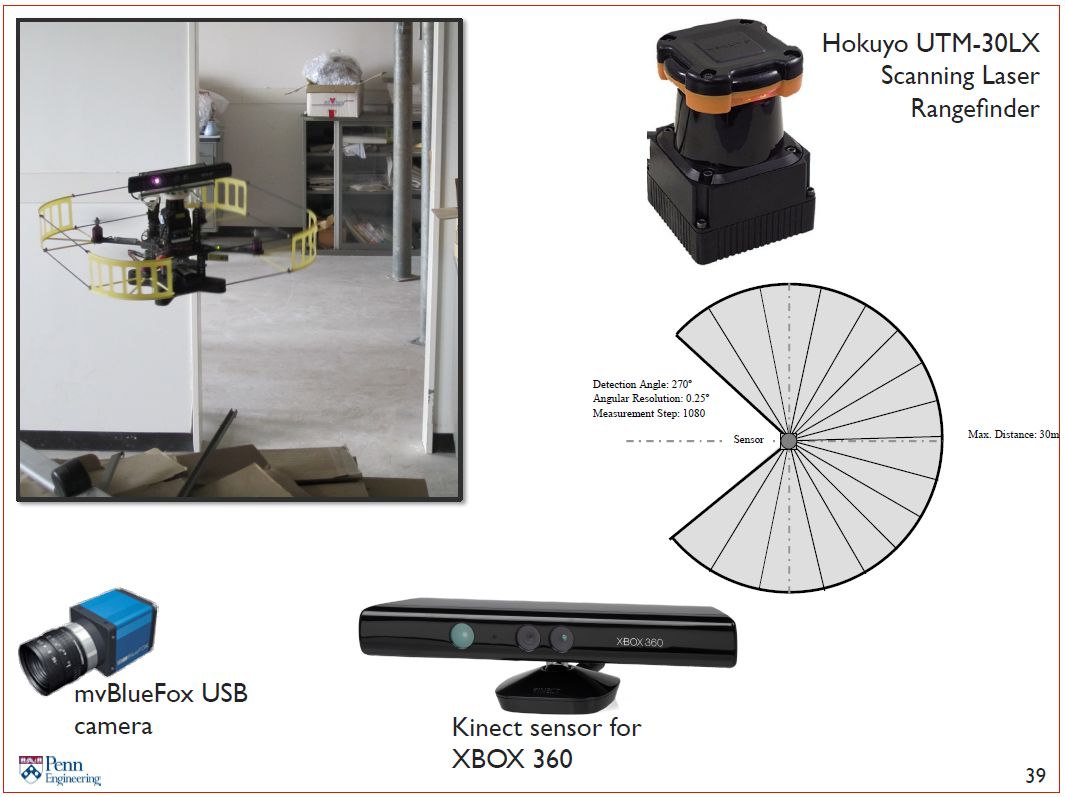 Hokuyo UTM-30LX
Scanning Laser
Rangefinder
Detection Angle: 270°
Angular Resolution: 0.25°
Measurement Step: 1080
Sensor
Max. Distance: 30m
XBOX 360
KINECT
mvBlueFox USB
camera
Kinect sensor for
XBOX 360
Penn
Engineering
39